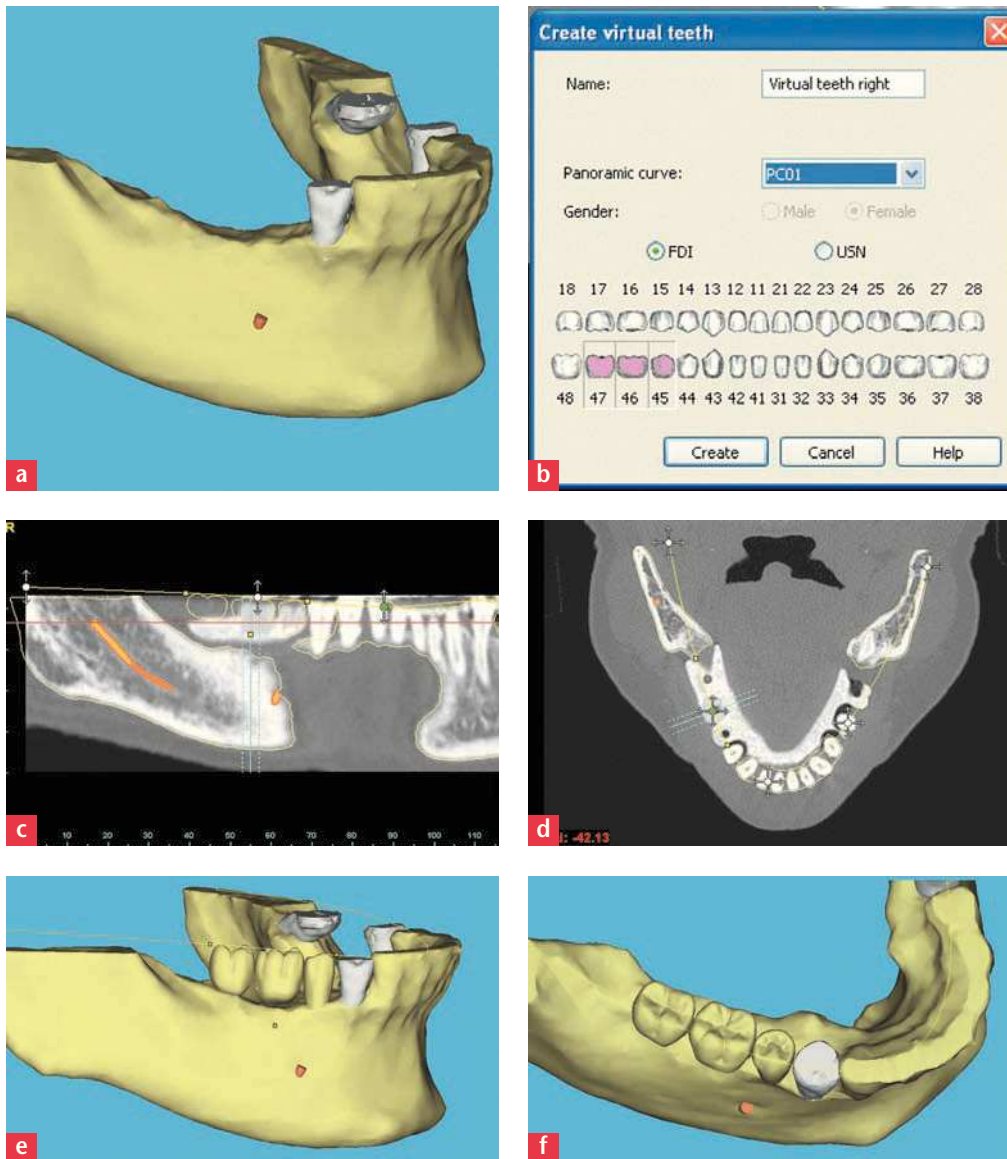 a
Create virtual teeth
Name:
Virtual teeth right
Panoramic curve:
PC01
Gender:
Male
Female
FDI
USN
18 17 16 15 14 13 12 11 21 22 23 24 25 26 27 28
48 47 46 45 44 43 42 41 31 32 33 34 35 36 37 38
Create
Cancel
Help
b
R
10 20 30 40 50 60 70 80 90 100 110
c
-42.13
d
e
f